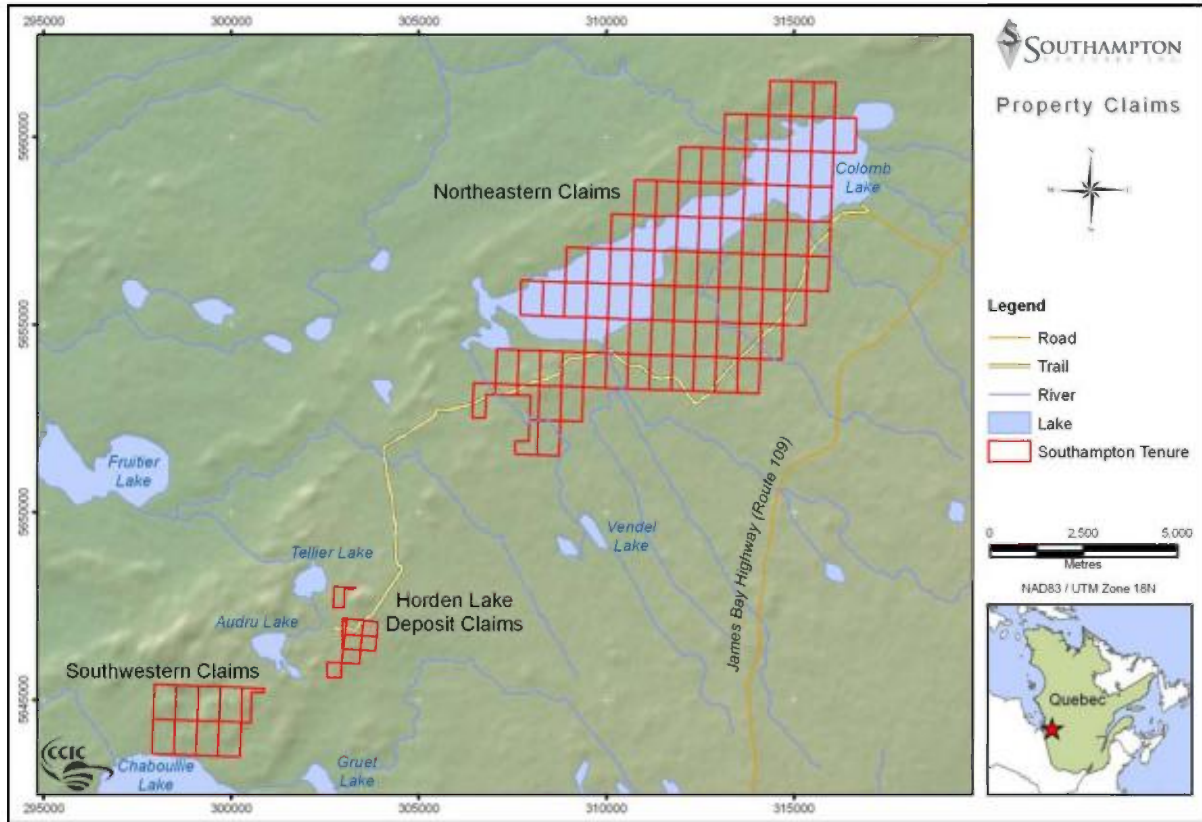 295000 300000 305000 310000 315000
5660000
5655000
5650000
5645000
Northeastern Claims
Colomb
Lake
Fruitier
Lake
Vendel
Lake
James Bay Highway (Route 109)
Tellier Lake
Horden Lake
Deposit Claims
Audru Lake
Southwestern Claims
CCIC
Chaboullie
Lake
Gruet
Lake
295000 300000 305000 310000 315000
SOUTHAMPTON
Property Claims
N
S
Legend
Road
Trail
River
Lake
Southampton Tenure
0 2,500 5,000
Metres
NAD83 / UTM Zone 18N
Quebec